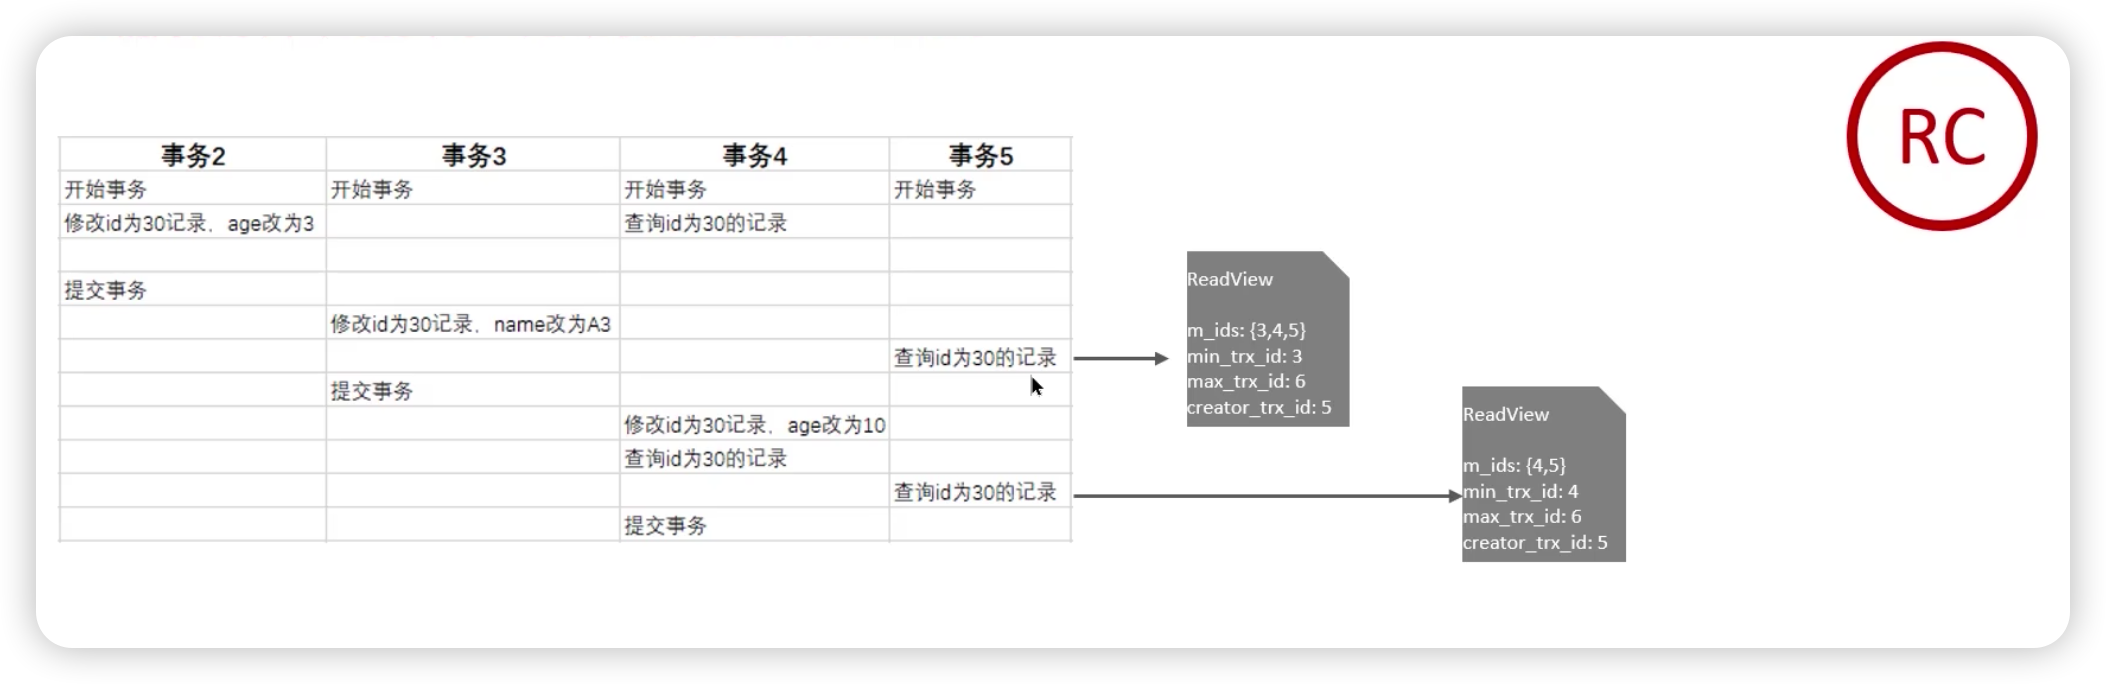 RC
事务2 事务3 事务4 事务5
开始事务 开始事务 开始事务 开始事务
修改id为30记录，age改为3 查询id为30的记录
提交事务
修改id为30记录，name改为A3
查询id为30的记录
提交事务
修改id为30记录，age改为10
查询id为30的记录
查询id为30的记录
提交事务
ReadView
m_ids: {3,4,5}
min_trx_id: 3
max_trx_id: 6
creator_trx_id: 5
ReadView
m_ids: {4,5}
min_trx_id: 4
max_trx_id: 6
creator_trx_id: 5